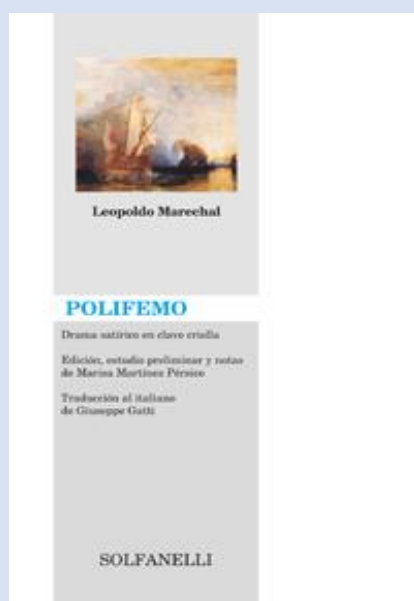 Leopoldo Marechal
POLIFEMO
Drama satírico en clave criolla
Edición, estudio preliminar y notas
de Marisa Martínez Pérsico
Traducción al italiano
de Giuseppe Gatti
SOLFANELLI